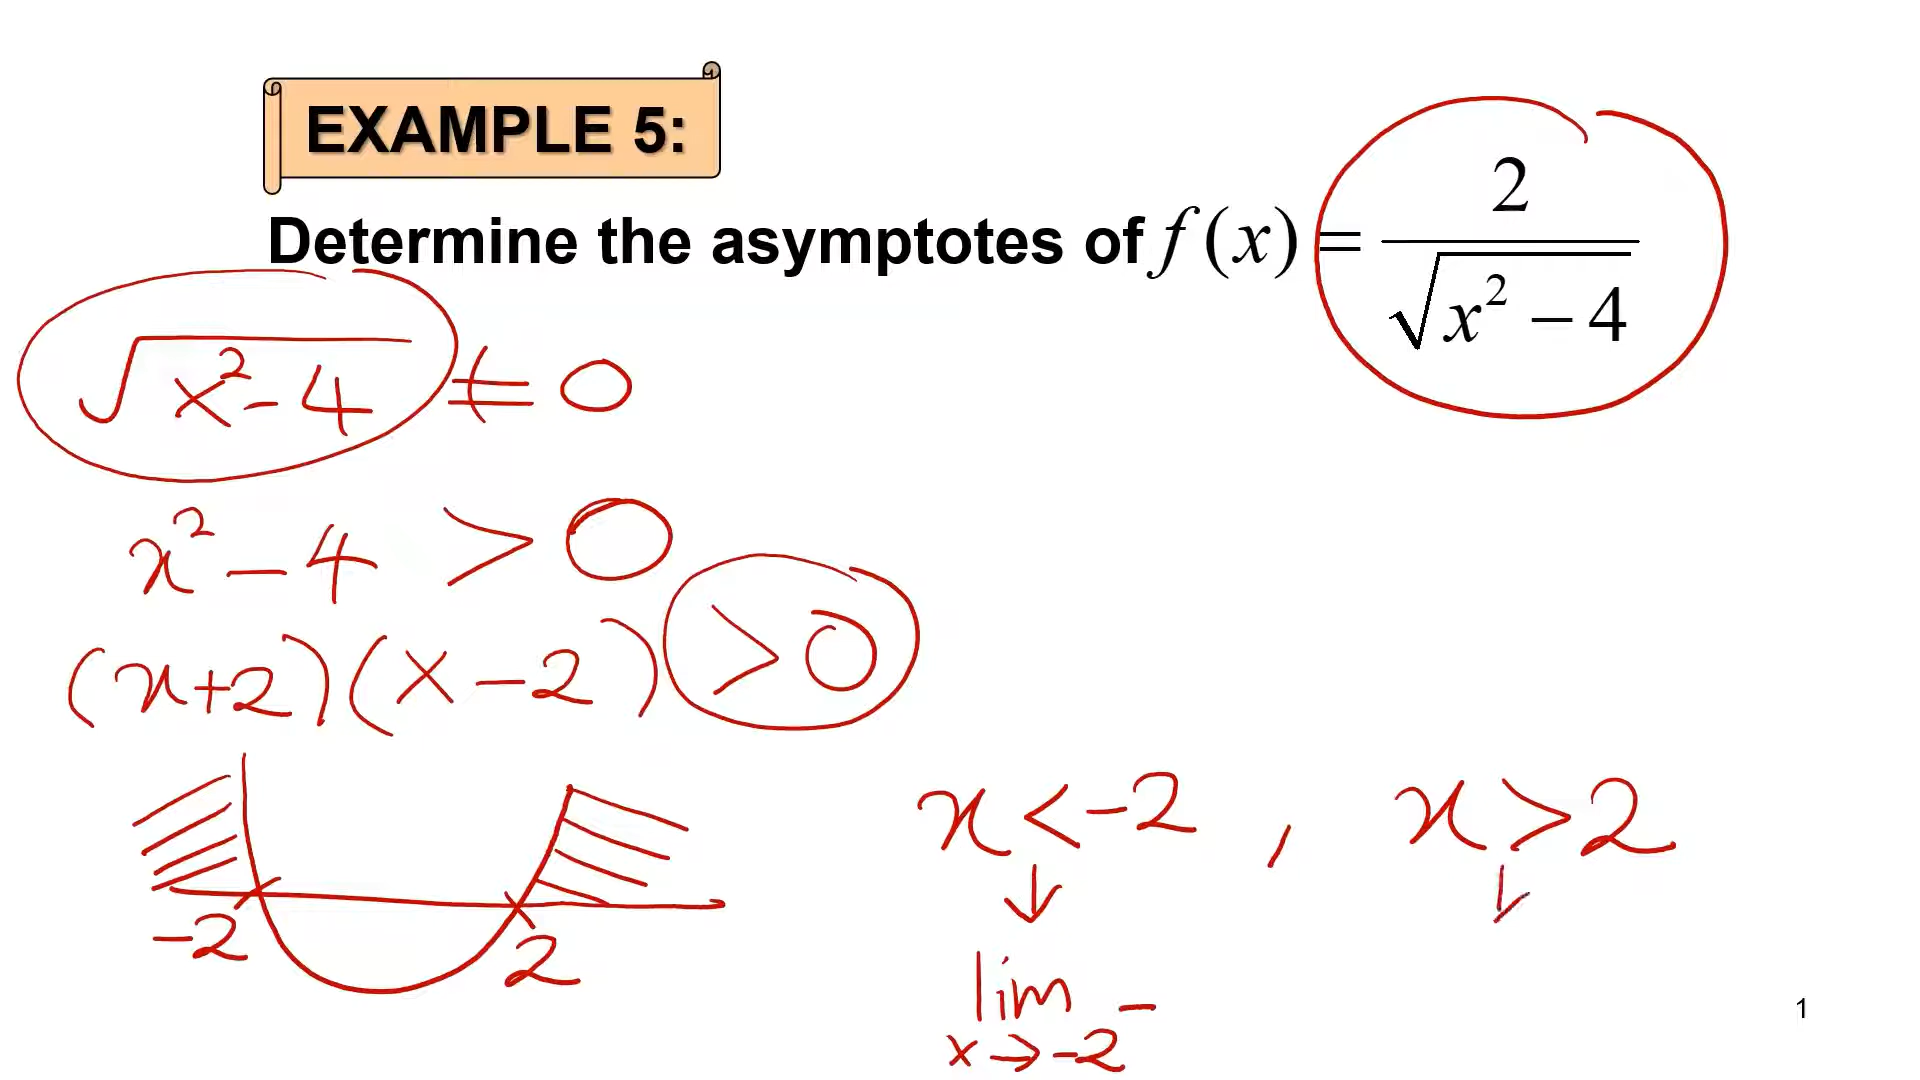 EXAMPLE 5:
Determine the asymptotes of f(x) = 2 / √(x² − 4)
√(x² − 4) ≠ 0
x² − 4 > 0
(x+2)(x−2) > 0
−2 2
x < −2 , x > 2
↓ ↓
lim x → −2⁻
1